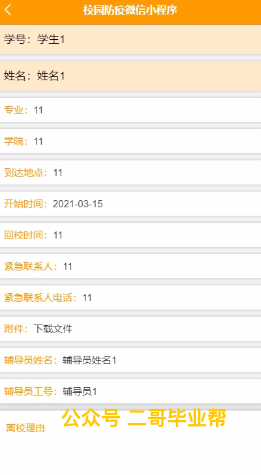 校园防疫微信小程序
学号：学生1
姓名：姓名1
专业：11
学院：11
到达地点：11
开始时间：2021-03-15
回校时间：11
紧急联系人：11
紧急联系人电话：11
附件：下载文件
辅导员姓名：辅导员姓名1
辅导员工号：辅导员1
公众号 二哥毕业帮
离校理由